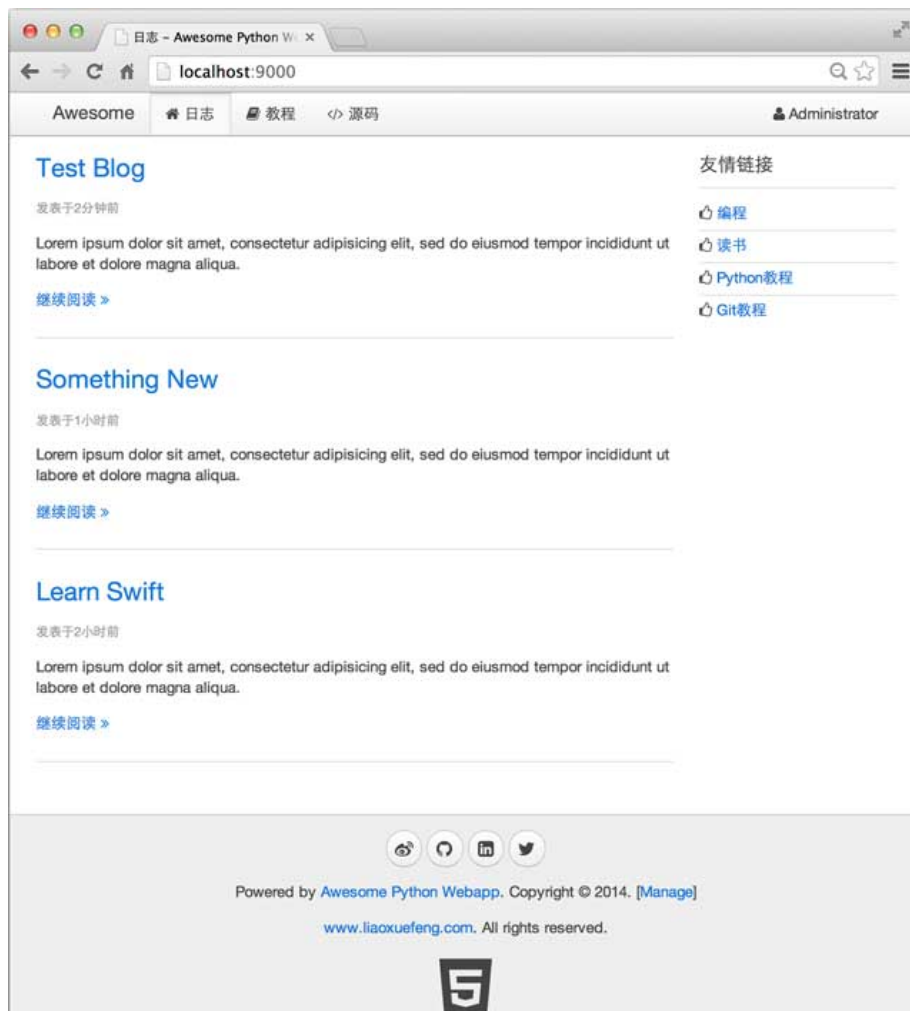 日志 - Awesome Python W
localhost:9000
Awesome 日志 教程 源码 Administrator
Test Blog
发表于2分钟前
Lorem ipsum dolor sit amet, consectetur adipisicing elit, sed do eiusmod tempor incididunt ut
labore et dolore magna aliqua.
继续阅读 »
Something New
发表于1小时前
Lorem ipsum dolor sit amet, consectetur adipisicing elit, sed do eiusmod tempor incididunt ut
labore et dolore magna aliqua.
继续阅读 »
Learn Swift
发表于2小时前
Lorem ipsum dolor sit amet, consectetur adipisicing elit, sed do eiusmod tempor incididunt ut
labore et dolore magna aliqua.
继续阅读 »
友情链接
编程
读书
Python教程
Git教程
Powered by Awesome Python Webapp. Copyright © 2014. [Manage]
www.liaoxuefeng.com. All rights reserved.